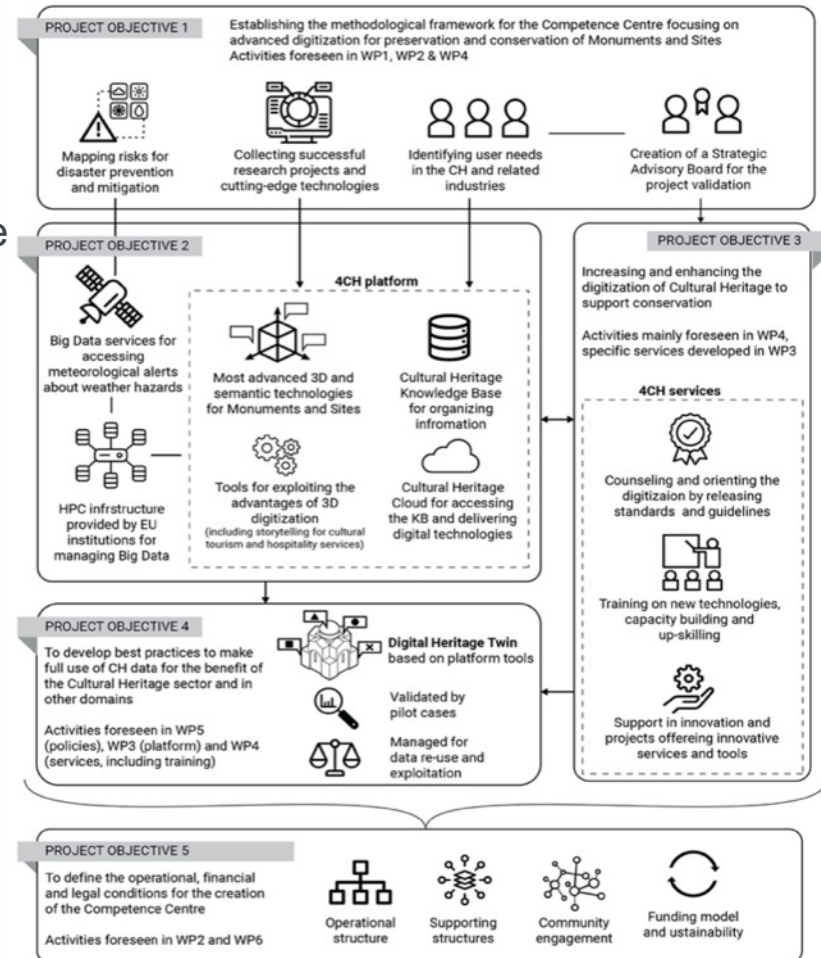 PROJECT OBJECTIVE 1
Establishing the methodological framework for the Competence Centre focusing on
advanced digitization for preservation and conservation of Monuments and Sites
Activities foreseen in WP1, WP2 & WP4
Mapping risks for
disaster prevention
and mitigation
Collecting successful
research projects and
cutting-edge technologies
Identifying user needs
in the CH and related
industries
Creation of a Strategic
Advisory Board for the
project validation
e
PROJECT OBJECTIVE 2
Big Data services for
accessing
meteorological alerts
about weather hazards
HPC infrstructure
provided by EU
institutions for
managing Big Data
4CH platform
Most advanced 3D and
semantic technologies
for Monuments and Sites
Cultural Heritage
Knowledge Base
for organizing
infromation
Tools for exploiting the
advantages of 3D
digitization
(including storytelling for cultural
tourism and hospitality services)
Cultural Heritage
Cloud for accessing
the KB and delivering
digital technologies
PROJECT OBJECTIVE 3
Increasing and enhancing the
digitization of Cultural Heritage to
support conservation
Activities mainly foreseen in WP4,
specific services developed in WP3
4CH services
Counseling and orienting the
digitizaion by releasing
standards and guidelines
Training on new technologies,
capacity building and
up-skilling
Support in innovation and
projects offereing innovative
services and tools
PROJECT OBJECTIVE 4
To develop best practices to make
full use of CH data for the benefit of
the Cultural Heritage sector and in
other domains
Activities foreseen in WP5
(policies), WP3 (platform) and WP4
(services, including training)
Digital Heritage Twin
based on platform tools
Validated by
pilot cases
Managed for
data re-use and
exploitation
PROJECT OBJECTIVE 5
To define the operational, financial
and legal conditions for the creation
of the Competence Centre
Activities foreseen in WP2 and WP6
Operational
structure
Supporting
structures
Community
engagement
Funding model
and ustainability